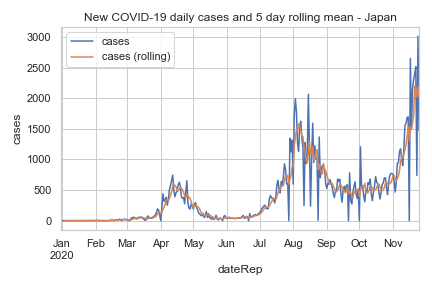 New COVID-19 daily cases and 5 day rolling mean - Japan
cases
cases (rolling)
3000
2500
2000
1500
1000
500
0
cases
Jan Feb Mar Apr May Jun Jul Aug Sep Oct Nov
2020
dateRep